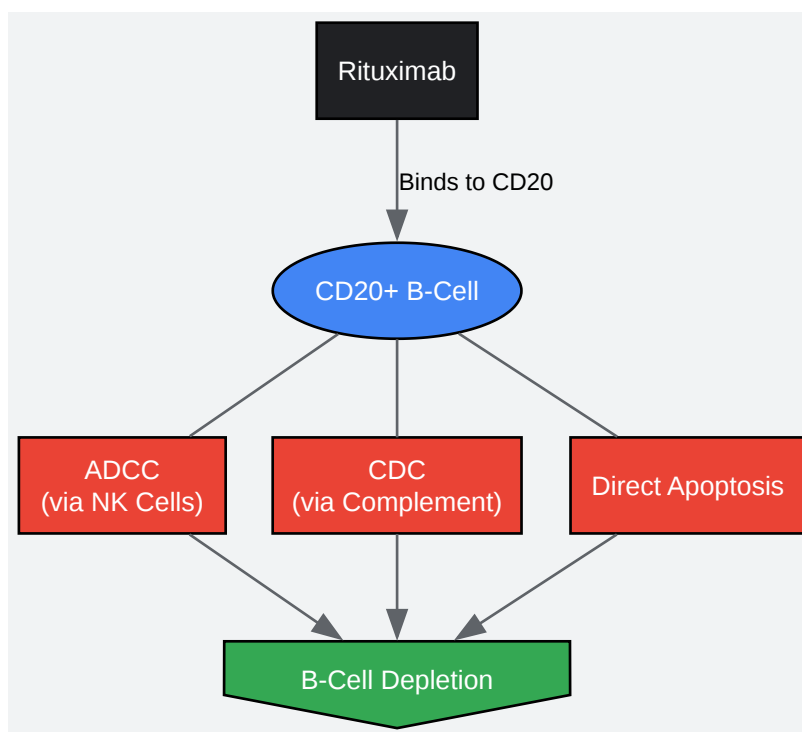 Rituximab
Binds to CD20
CD20+ B-Cell
ADCC
(via NK Cells)
CDC
(via Complement)
Direct Apoptosis
B-Cell Depletion